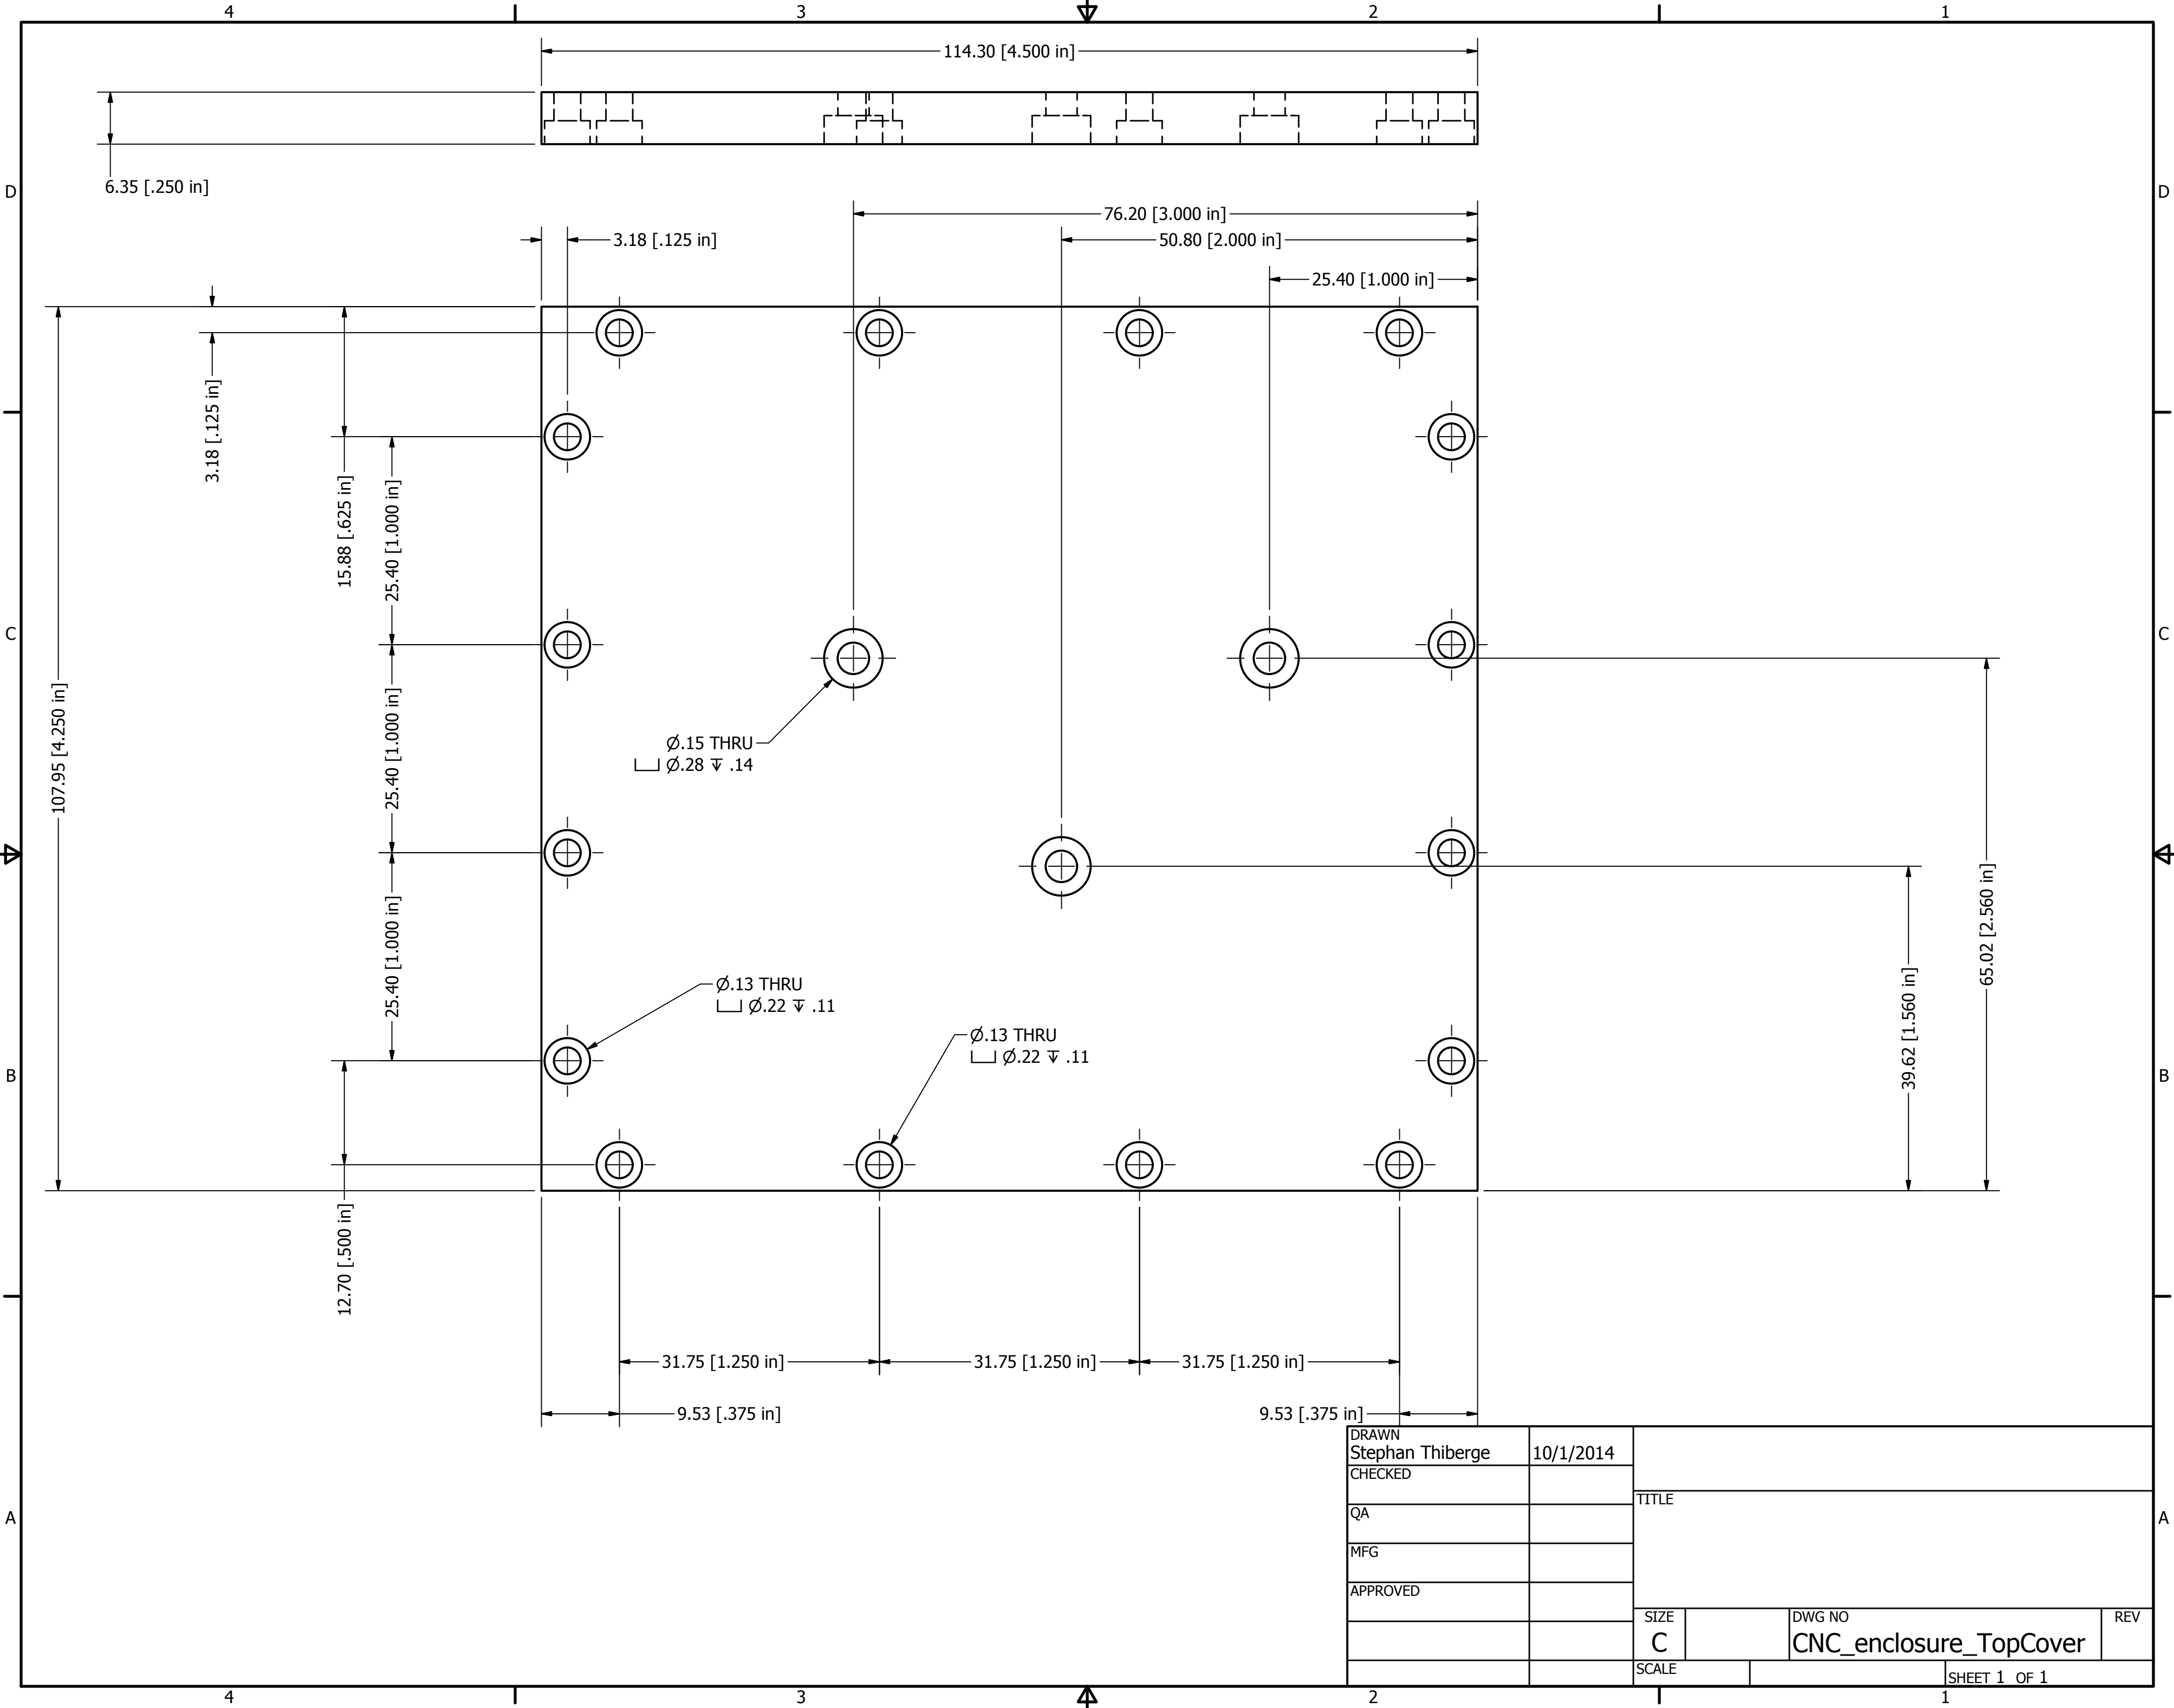 4 3 2 1
114.30 [4.500 in]
6.35 [.250 in]
D D
76.20 [3.000 in]
3.18 [.125 in]
50.80 [2.000 in]
25.40 [1.000 in]
3.18 [.125 in]
15.88 [.625 in]
25.40 [1.000 in]
C C
107.95 [4.250 in]
25.40 [1.000 in]
Ø.15 THRU
⌴ Ø.28 ↧ .14
25.40 [1.000 in]
65.02 [2.560 in]
39.62 [1.560 in]
Ø.13 THRU
⌴ Ø.22 ↧ .11
Ø.13 THRU
⌴ Ø.22 ↧ .11
B B
12.70 [.500 in]
31.75 [1.250 in] 31.75 [1.250 in] 31.75 [1.250 in]
9.53 [.375 in] 9.53 [.375 in]
A A
DRAWN
Stephan Thiberge 10/1/2014
CHECKED
QA
MFG
APPROVED
TITLE
SIZE
C
DWG NO
CNC_enclosure_TopCover
REV
SCALE
SHEET 1 OF 1
4 3 2 1